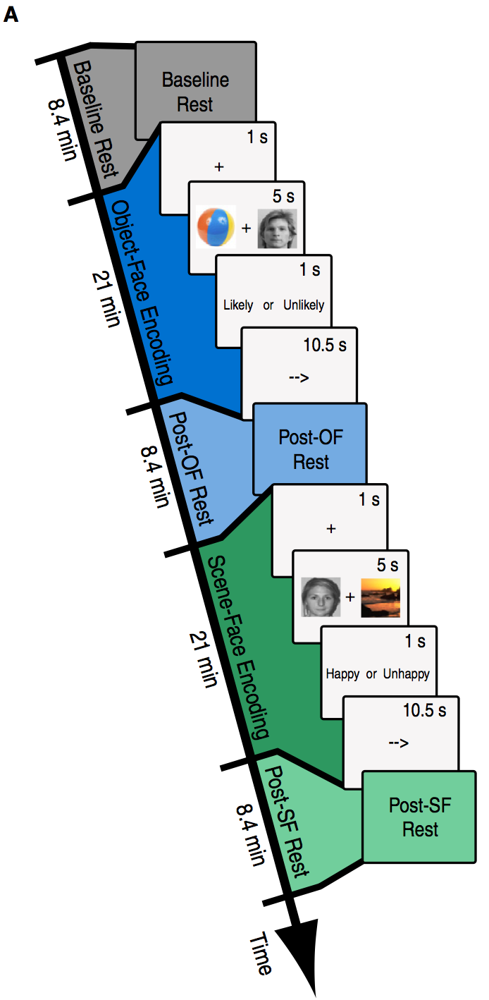 A
Baseline Rest
8.4 min
Baseline
Rest
1 s
+
5 s
+
1 s
Likely or Unlikely
10.5 s
-->
Object-Face Encoding
21 min
Post-OF Rest
8.4 min
Post-OF
Rest
1 s
+
5 s
+
1 s
Happy or Unhappy
10.5 s
-->
Scene-Face Encoding
21 min
Post-SF Rest
8.4 min
Post-SF
Rest
Time